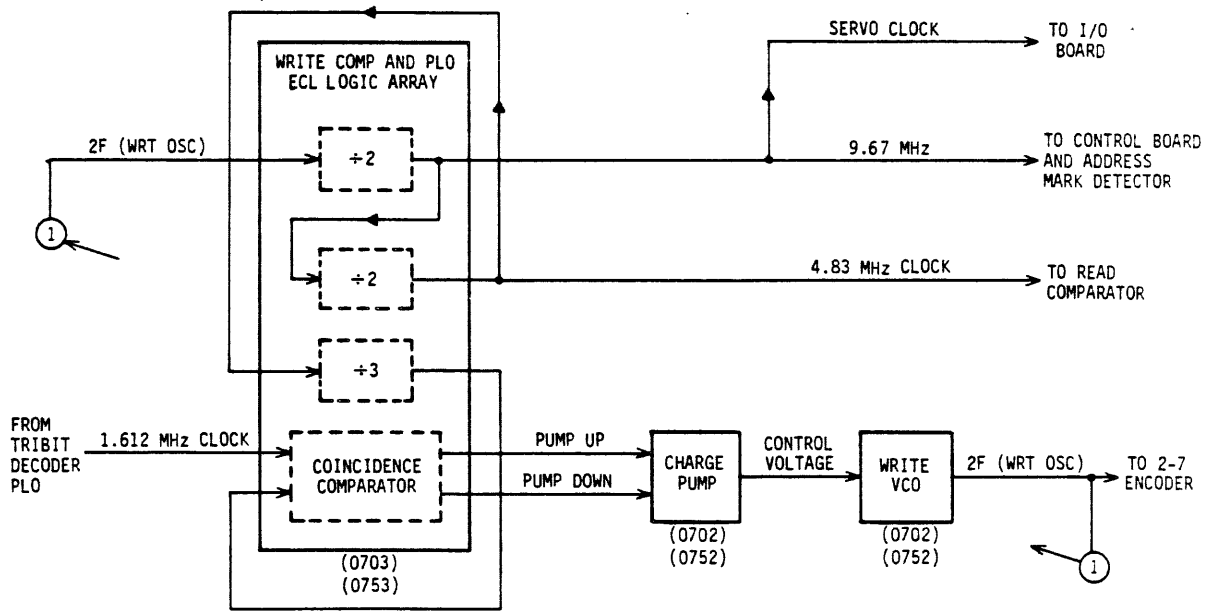 SERVO CLOCK
TO I/O
BOARD
WRITE COMP AND PLO
ECL LOGIC ARRAY
2F (WRT OSC)
÷2
9.67 MHz
TO CONTROL BOARD
AND ADDRESS
MARK DETECTOR
1
÷2
4.83 MHz CLOCK
TO READ
COMPARATOR
÷3
FROM
TRIBIT
DECODER
PLO
1.612 MHz CLOCK
COINCIDENCE
COMPARATOR
PUMP UP
PUMP DOWN
CHARGE
PUMP
CONTROL
VOLTAGE
WRITE
VCO
2F (WRT OSC)
TO 2-7
ENCODER
(0703)
(0753)
(0702)
(0752)
(0702)
(0752)
1